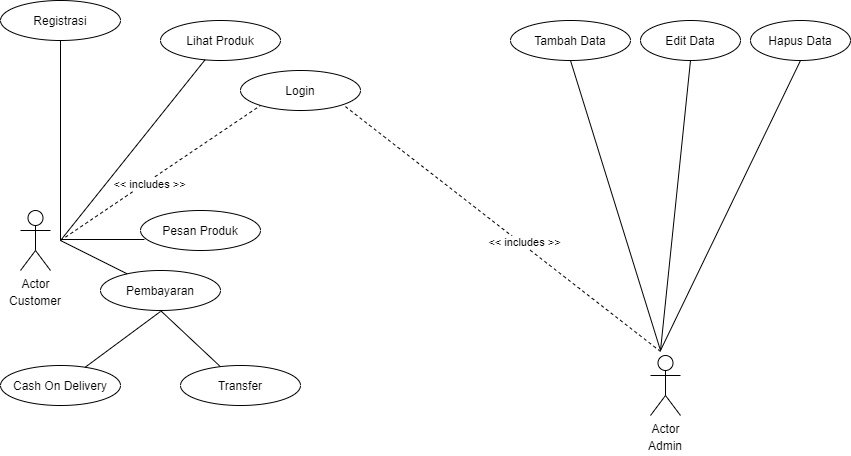 Registrasi
Lihat Produk
Tambah Data
Edit Data
Hapus Data
Login
<< includes >>
Pesan Produk
<< includes >>
Actor
Customer
Pembayaran
Cash On Delivery
Transfer
Actor
Admin